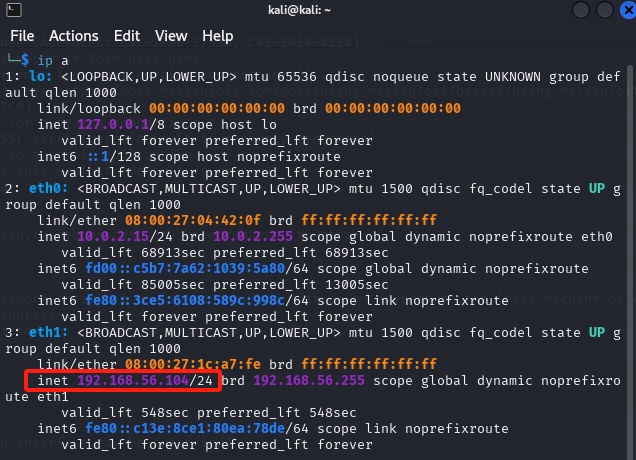 kali@kali: ~
File Actions Edit View Help
└─$ ip a
1: lo: <LOOPBACK,UP,LOWER_UP> mtu 65536 qdisc noqueue state UNKNOWN group def
ault qlen 1000
link/loopback 00:00:00:00:00:00 brd 00:00:00:00:00:00
inet 127.0.0.1/8 scope host lo
valid_lft forever preferred_lft forever
inet6 ::1/128 scope host noprefixroute
valid_lft forever preferred_lft forever
2: eth0: <BROADCAST,MULTICAST,UP,LOWER_UP> mtu 1500 qdisc fq_codel state UP g
roup default qlen 1000
link/ether 08:00:27:04:42:0f brd ff:ff:ff:ff:ff:ff
inet 10.0.2.15/24 brd 10.0.2.255 scope global dynamic noprefixroute eth0
valid_lft 68913sec preferred_lft 68913sec
inet6 fd00::c5b7:7a62:1039:5a80/64 scope global dynamic noprefixroute
valid_lft 85005sec preferred_lft 13005sec
inet6 fe80::3ce5:6108:589c:998c/64 scope link noprefixroute
valid_lft forever preferred_lft forever
3: eth1: <BROADCAST,MULTICAST,UP,LOWER_UP> mtu 1500 qdisc fq_codel state UP g
roup default qlen 1000
link/ether 08:00:27:1c:a7:fe brd ff:ff:ff:ff:ff:ff
inet 192.168.56.104/24 brd 192.168.56.255 scope global dynamic noprefixro
ute eth1
valid_lft 548sec preferred_lft 548sec
inet6 fe80::c13e:8ce1:80ea:78de/64 scope link noprefixroute
valid_lft forever preferred_lft forever